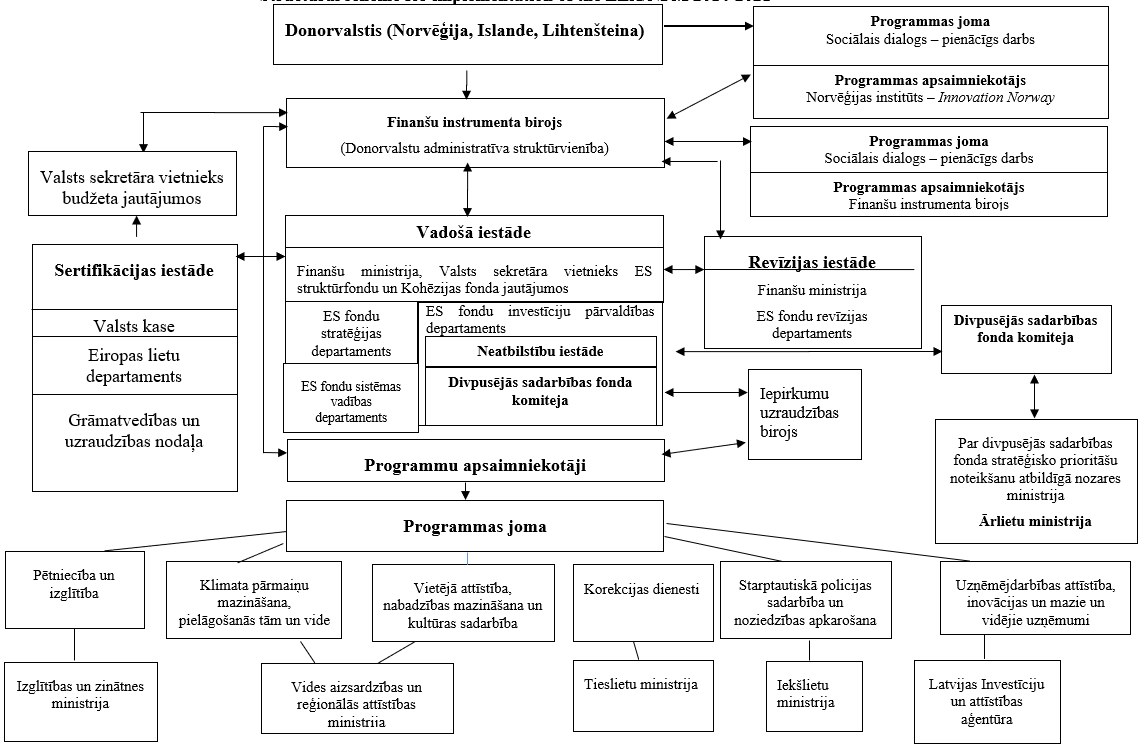 Donorvalstis (Norvēģija, Islande, Lihtenšteina)
Programmas joma
Sociālais dialogs – pienācīgs darbs
Programmas apsaimniekotājs
Norvēģijas institūts – Innovation Norway
Finanšu instrumenta birojs
(Donorvalstu administratīva struktūrvienība)
Programmas joma
Sociālais dialogs – pienācīgs darbs
Programmas apsaimniekotājs
Finanšu instrumenta birojs
Valsts sekretāra vietnieks
budžeta jautājumos
Vadošā iestāde
Finanšu ministrija, Valsts sekretāra vietnieks ES
struktūrfondu un Kohēzijas fonda jautājumos
Sertifikācijas iestāde
Valsts kase
Eiropas lietu
departaments
Grāmatvedības un
uzraudzības nodaļa
Revīzijas iestāde
Finanšu ministrija
ES fondu revīzijas
departaments
ES fondu
stratēģijas
departaments
ES fondu investīciju pārvaldības
departaments
Neatbilstību iestāde
Divpusējās sadarbības fonda
komiteja
ES fondu sistēmas
vadības
departaments
Divpusējās sadarbības
fonda komiteja
Iepirkumu
uzraudzības
birojs
Par divpusējās sadarbības
fonda stratēģisko prioritāšu
noteikšanu atbildīgā nozares
ministrija
Ārlietu ministrija
Programmu apsaimniekotāji
Programmas joma
Pētniecība un
izglītība
Klimata pārmaiņu
mazināšana,
pielāgošanās tām un vide
Vietējā attīstība,
nabadzības mazināšana un
kultūras sadarbība
Korekcijas dienesti
Starptautiskā policijas
sadarbība un
noziedzības apkarošana
Uzņēmējdarbības attīstība,
inovācijas un mazie un
vidējie uzņēmumi
Izglītības un zinātnes
ministrija
Vides aizsardzības un
reģionālās attīstības
ministrija
Tieslietu ministrija
Iekšlietu
ministrija
Latvijas Investīciju
un attīstības
aģentūra